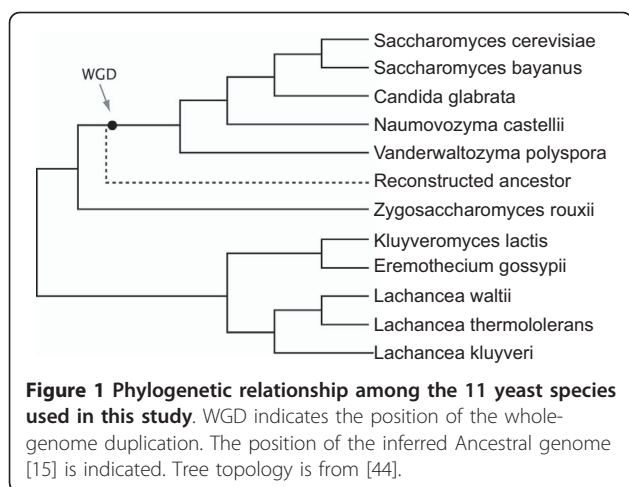 WGD
Saccharomyces cerevisiae
Saccharomyces bayanus
Candida glabrata
Naumovozyma castellii
Vanderwaltozyma polyspora
Reconstructed ancestor
Zygosaccharomyces rouxii
Kluyveromyces lactis
Eremothecium gossypii
Lachancea waltii
Lachancea thermololerans
Lachancea kluyveri
Figure 1 Phylogenetic relationship among the 11 yeast species
used in this study. WGD indicates the position of the whole-
genome duplication. The position of the inferred Ancestral genome
[15] is indicated. Tree topology is from [44].